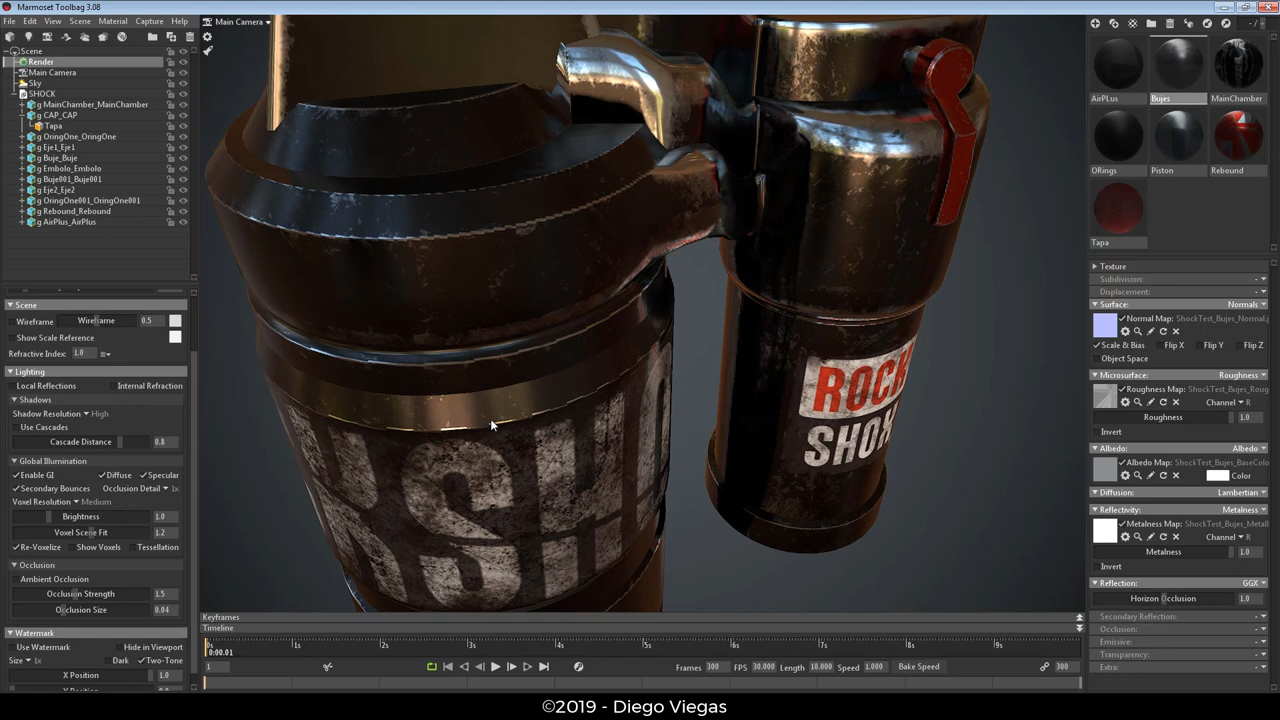 Marmoset Toolbag 3.08
File Edit View Scene Material Capture Help
Main Camera
Scene
Render
Main Camera
Sky
SHOCK
g MainChamber_MainChamber
g CAP_CAP
Tapa
g OringOne_OringOne
g Eje1_Eje1
g Buje_Buje
g Embolo_Embolo
g Buje001_Buje001
g Eje2_Eje2
g OringOne001_OringOne001
g Rebound_Rebound
g AirPlus_AirPlus
Scene
Wireframe Wireframe 0.5
Show Scale Reference
Refractive Index: 1.0
Lighting
Local Reflections Internal Refraction
Shadows
Shadow Resolution High
Use Cascades
Cascade Distance 0.8
Global Illumination
Enable GI Diffuse Specular
Secondary Bounces Occlusion Detail 1x
Voxel Resolution Medium
Brightness 1.0
Voxel Scene Fit 1.2
Re-Voxelize Show Voxels Tessellation
Occlusion
Ambient Occlusion
Occlusion Strength 1.5
Occlusion Size 0.04
Watermark
Use Watermark Hide in Viewport
Size 1x Dark Two-Tone
X Position 1.0
ROCK
SHOX
Keyframes
Timeline
0s 1s 2s 3s 4s 5s 6s 7s 8s 9s
0:00.01
1
Frames 300 FPS 30.000 Length 10.000 Speed 1.000 Bake Speed 300
AirPLus Bujes MainChamber
ORings Piston Rebound
Tapa
Texture
Subdivision:
Displacement:
Surface: Normals
Normal Map: ShockTest_Bujes_Normal.j
Scale & Bias Flip X Flip Y Flip Z
Object Space
Microsurface: Roughness
Roughness Map: ShockTest_Bujes_Roug
Channel R
Roughness 1.0
Invert
Albedo: Albedo
Albedo Map: ShockTest_Bujes_BaseColo
Color
Diffusion: Lambertian
Reflectivity: Metalness
Metalness Map: ShockTest_Bujes_Metall
Channel R
Metalness 1.0
Invert
Reflection: GGX
Horizon Occlusion 1.0
Secondary Reflection:
Occlusion:
Emissive:
Transparency:
Extra:
©2019 - Diego Viegas